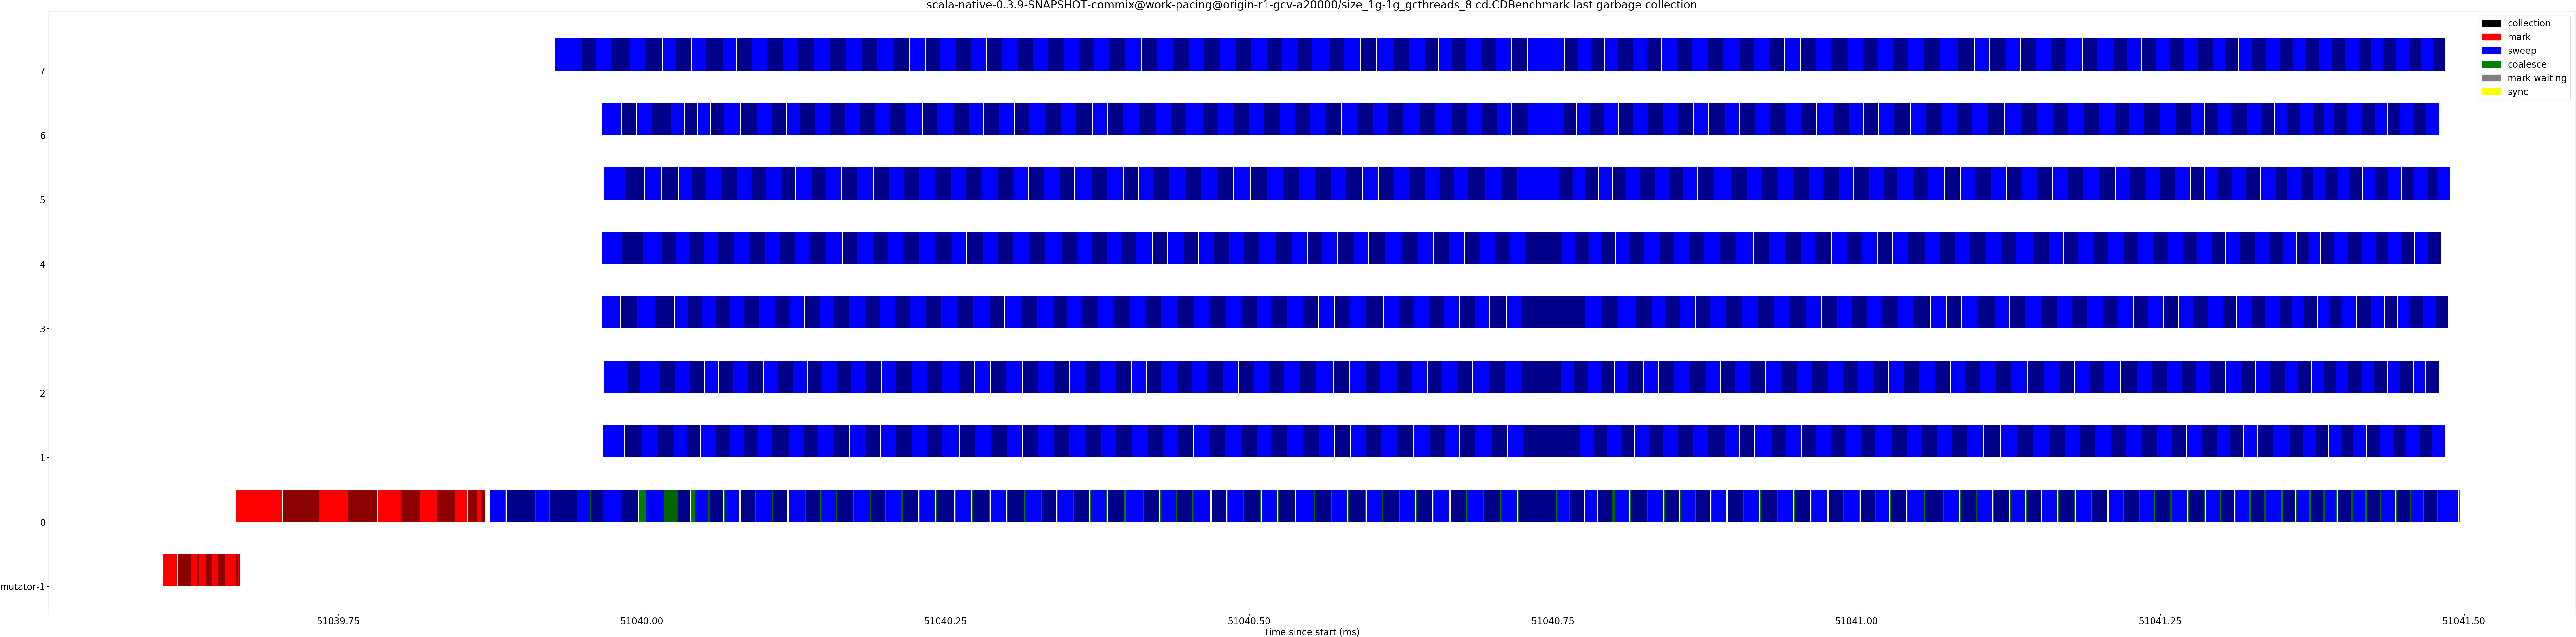 scala-native-0.3.9-SNAPSHOT-commix@work-pacing@origin-r1-gcv-a20000/size_1g-1g_gcthreads_8 cd.CDBenchmark last garbage collection
collection
mark
sweep
coalesce
mark waiting
sync
7
6
5
4
3
2
1
0
mutator-1
51039.75
51040.00
51040.25
51040.50
51040.75
51041.00
51041.25
51041.50
Time since start (ms)